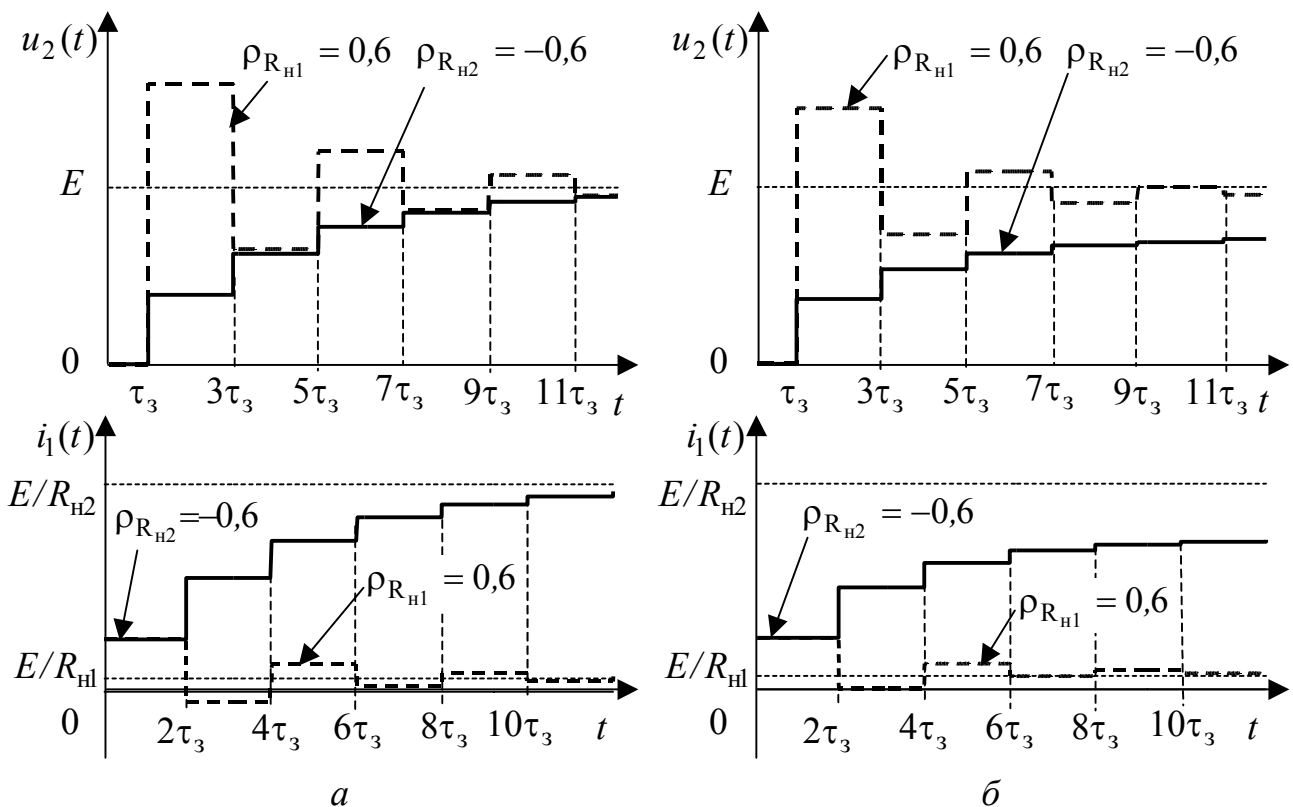 u₂(t)
ρ_Rн1 = 0,6 ρ_Rн2 = –0,6
E
0
τз 3τз 5τз 7τз 9τз 11τз t
i₁(t)
E/Rн2
ρ_Rн2 = –0,6
ρ_Rн1 = 0,6
E/Rн1
0
2τз 4τз 6τз 8τз 10τз t
а
u₂(t)
ρ_Rн1 = 0,6 ρ_Rн2 = –0,6
E
0
τз 3τз 5τз 7τз 9τз 11τз t
i₁(t)
E/Rн2
ρ_Rн2 = –0,6
ρ_Rн1 = 0,6
E/Rн1
0
2τз 4τз 6τз 8τз 10τз t
б